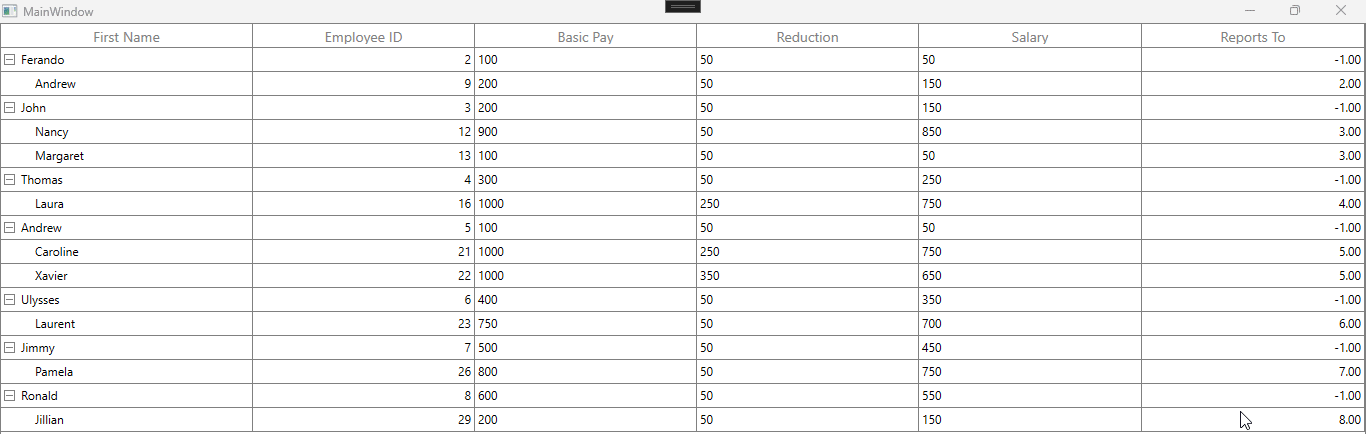 MainWindow
First Name Employee ID Basic Pay Reduction Salary Reports To
Ferando 2 100 50 50 -1.00
Andrew 9 200 50 150 2.00
John 3 200 50 150 -1.00
Nancy 12 900 50 850 3.00
Margaret 13 100 50 50 3.00
Thomas 4 300 50 250 -1.00
Laura 16 1000 250 750 4.00
Andrew 5 100 50 50 -1.00
Caroline 21 1000 250 750 5.00
Xavier 22 1000 350 650 5.00
Ulysses 6 400 50 350 -1.00
Laurent 23 750 50 700 6.00
Jimmy 7 500 50 450 -1.00
Pamela 26 800 50 750 7.00
Ronald 8 600 50 550 -1.00
Jillian 29 200 50 150 8.00